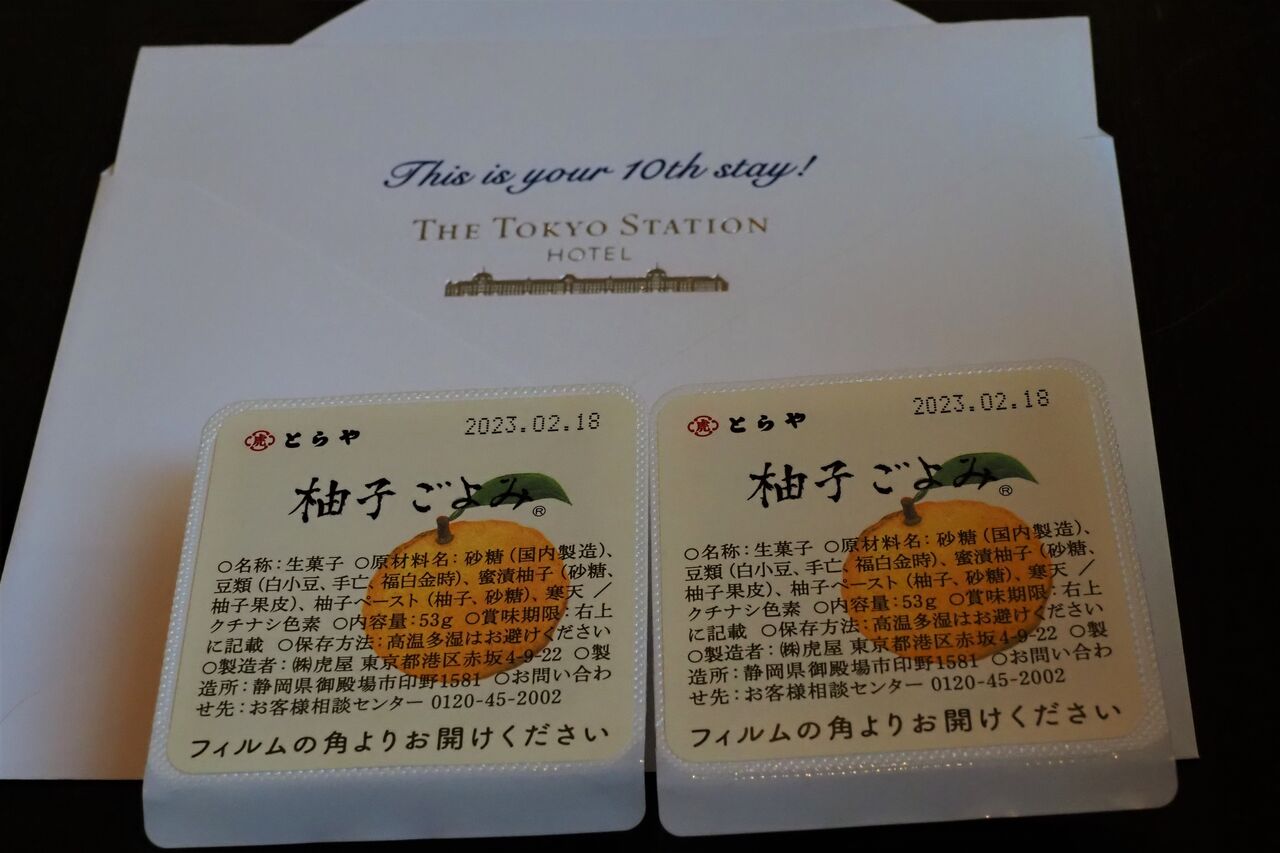 This is your 10th stay!
THE TOKYO STATION
HOTEL
虎 とらや 2023.02.18
柚子ごよみ®
○名称:生菓子 ○原材料名:砂糖(国内製造)、
豆類(白小豆、手亡、福白金時)、蜜漬柚子(砂糖、
柚子果皮)、柚子ペースト(柚子、砂糖)、寒天/
クチナシ色素 ○内容量:53g ○賞味期限:右上
に記載 ○保存方法:高温多湿はお避けください
○製造者:㈱虎屋 東京都港区赤坂4-9-22 ○製
造所:静岡県御殿場市印野1581 ○お問い合わ
せ先:お客様相談センター 0120-45-2002
フィルムの角よりお開けください
虎 とらや 2023.02.18
柚子ごよみ®
○名称:生菓子 ○原材料名:砂糖(国内製造)、
豆類(白小豆、手亡、福白金時)、蜜漬柚子(砂糖、
柚子果皮)、柚子ペースト(柚子、砂糖)、寒天/
クチナシ色素 ○内容量:53g ○賞味期限:右上
に記載 ○保存方法:高温多湿はお避けください
○製造者:㈱虎屋 東京都港区赤坂4-9-22 ○製
造所:静岡県御殿場市印野1581 ○お問い合わ
せ先:お客様相談センター 0120-45-2002
フィルムの角よりお開けください